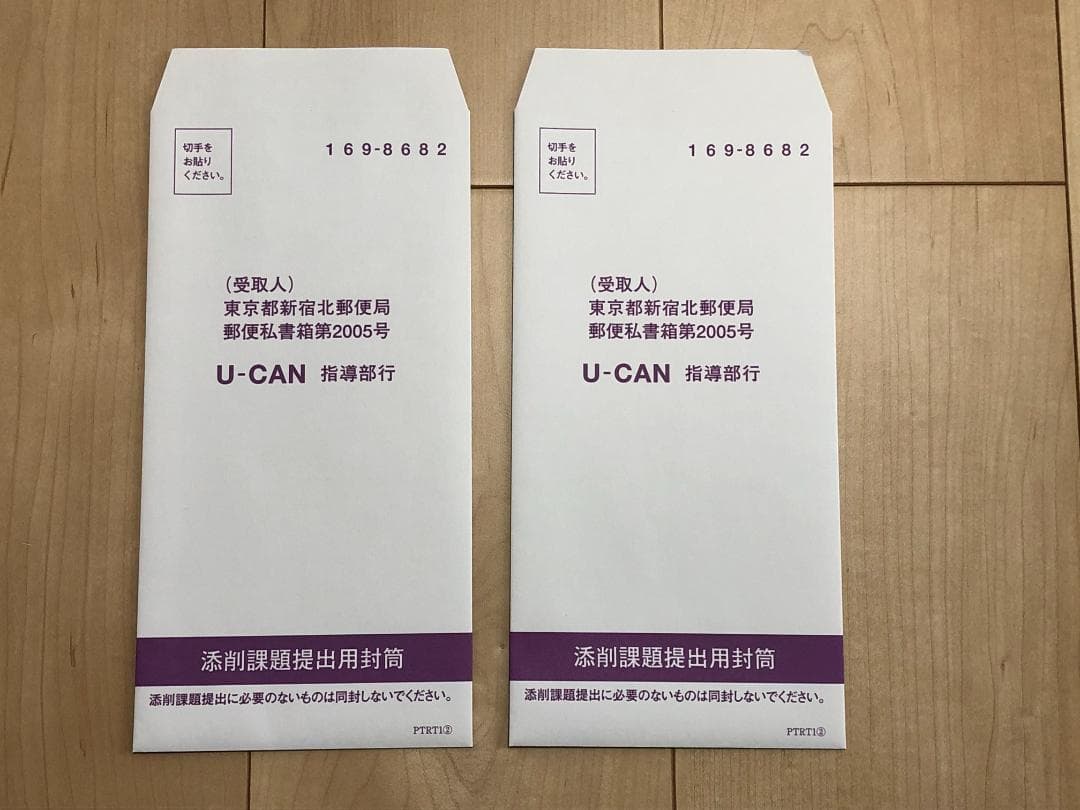 切手を
お貼り
ください。
169-8682
（受取人）
東京都新宿北郵便局
郵便私書箱第2005号
U-CAN 指導部行
添削課題提出用封筒
添削課題提出に必要のないものは同封しないでください。
PTRT1②
切手を
お貼り
ください。
169-8682
（受取人）
東京都新宿北郵便局
郵便私書箱第2005号
U-CAN 指導部行
添削課題提出用封筒
添削課題提出に必要のないものは同封しないでください。
PTRT1②